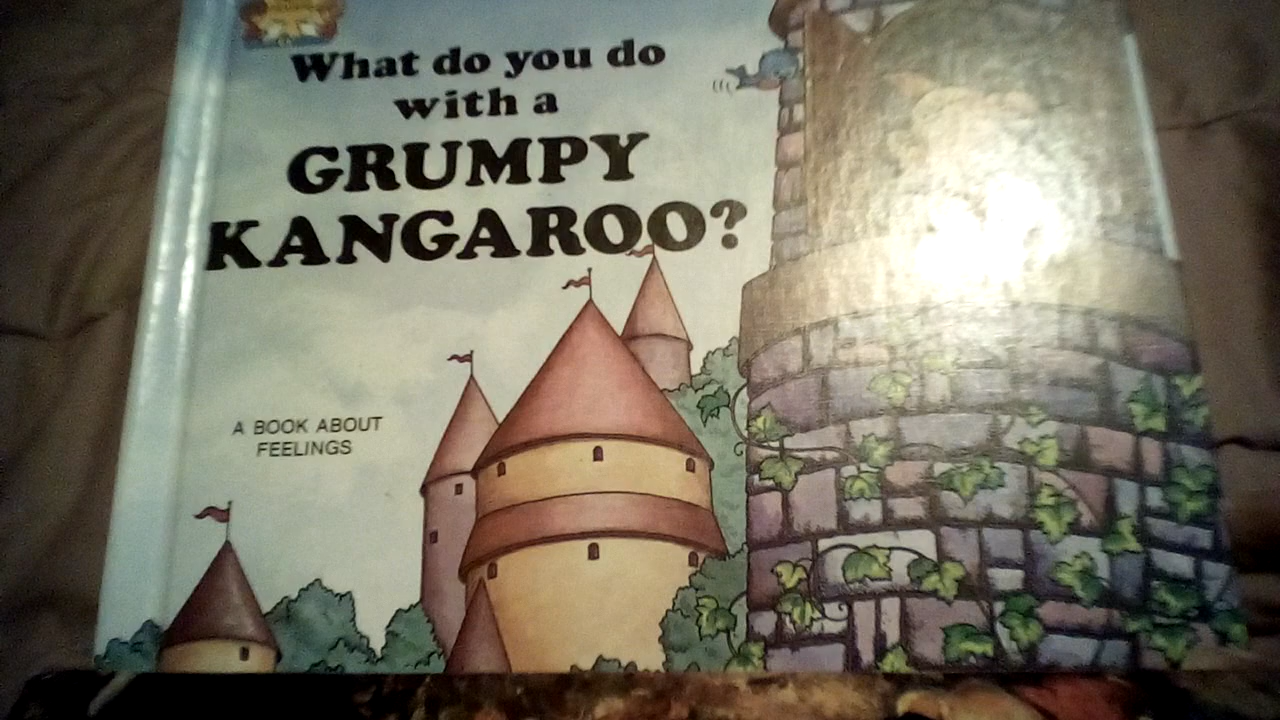 What do you do
with a
GRUMPY
KANGAROO?
A BOOK ABOUT
FEELINGS